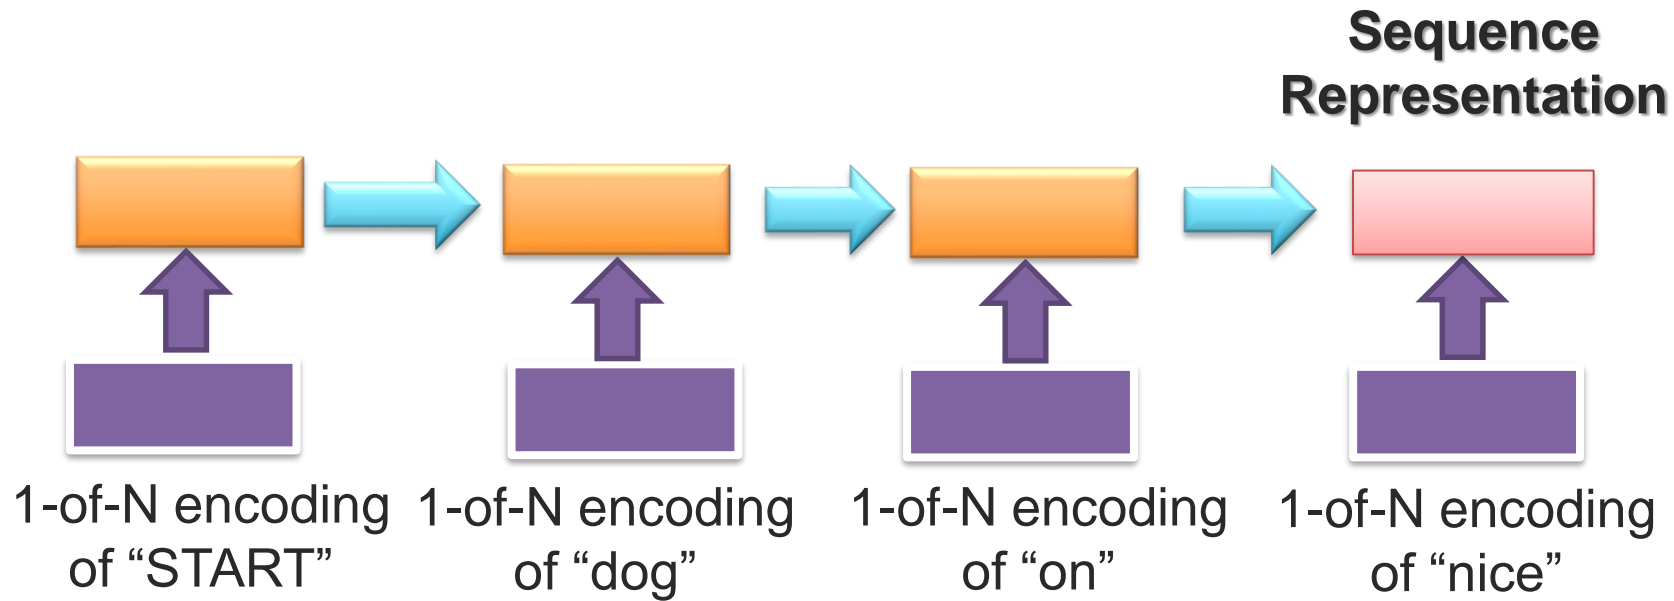 Sequence
Representation
1-of-N encoding
of “START”
1-of-N encoding
of “dog”
1-of-N encoding
of “on”
1-of-N encoding
of “nice”